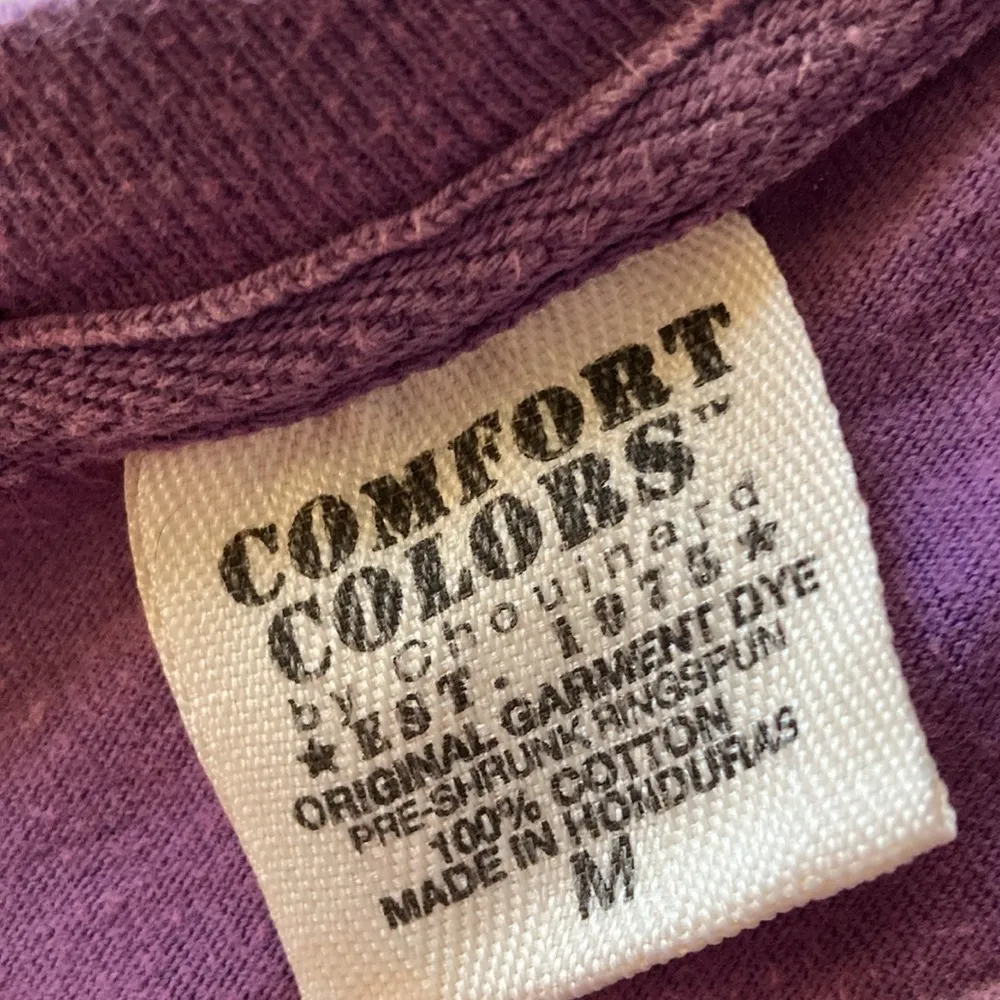 COMFORT
COLORS™
by Chouinard
★ EST. 1975 ★
ORIGINAL GARMENT DYE
PRE-SHRUNK RINGSPUN
100% COTTON
MADE IN HONDURAS
M